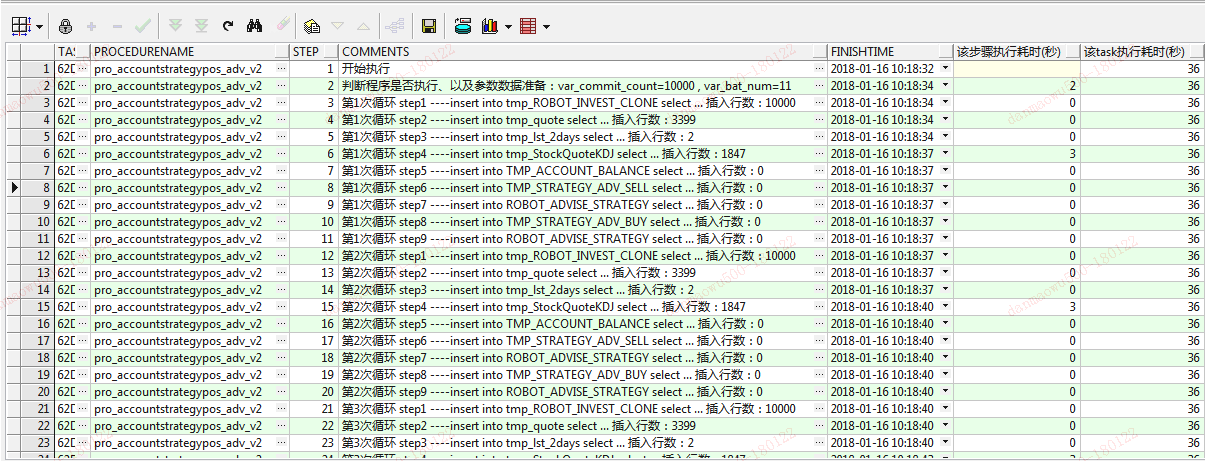 TAS PROCEDURENAME STEP COMMENTS FINISHTIME 该步骤执行耗时(秒) 该task执行耗时(秒)
1 62D pro_accountstrategypos_adv_v2 1 开始执行 2018-01-16 10:18:32 36
2 62D pro_accountstrategypos_adv_v2 2 判断程序是否执行、以及参数数据准备：var_commit_count=10000 , var_bat_num=11 2018-01-16 10:18:34 2 36
3 62D pro_accountstrategypos_adv_v2 3 第1次循环 step1 ----insert into tmp_ROBOT_INVEST_CLONE select ... 插入行数：10000 2018-01-16 10:18:34 0 36
4 62D pro_accountstrategypos_adv_v2 4 第1次循环 step2 ----insert into tmp_quote select ... 插入行数：3399 2018-01-16 10:18:34 0 36
5 62D pro_accountstrategypos_adv_v2 5 第1次循环 step3 ----insert into tmp_lst_2days select ... 插入行数：2 2018-01-16 10:18:34 0 36
6 62D pro_accountstrategypos_adv_v2 6 第1次循环 step4 ----insert into tmp_StockQuoteKDJ select ... 插入行数：1847 2018-01-16 10:18:37 3 36
7 62D pro_accountstrategypos_adv_v2 7 第1次循环 step5 ----insert into TMP_ACCOUNT_BALANCE select ... 插入行数：0 2018-01-16 10:18:37 0 36
8 62D pro_accountstrategypos_adv_v2 8 第1次循环 step6 ----insert into TMP_STRATEGY_ADV_SELL select ... 插入行数：0 2018-01-16 10:18:37 0 36
9 62D pro_accountstrategypos_adv_v2 9 第1次循环 step7 ----insert into ROBOT_ADVISE_STRATEGY select ... 插入行数：0 2018-01-16 10:18:37 0 36
10 62D pro_accountstrategypos_adv_v2 10 第1次循环 step8 ----insert into TMP_STRATEGY_ADV_BUY select ... 插入行数：0 2018-01-16 10:18:37 0 36
11 62D pro_accountstrategypos_adv_v2 11 第1次循环 step9 ----insert into ROBOT_ADVISE_STRATEGY select ... 插入行数：0 2018-01-16 10:18:37 0 36
12 62D pro_accountstrategypos_adv_v2 12 第2次循环 step1 ----insert into tmp_ROBOT_INVEST_CLONE select ... 插入行数：10000 2018-01-16 10:18:37 0 36
13 62D pro_accountstrategypos_adv_v2 13 第2次循环 step2 ----insert into tmp_quote select ... 插入行数：3399 2018-01-16 10:18:37 0 36
14 62D pro_accountstrategypos_adv_v2 14 第2次循环 step3 ----insert into tmp_lst_2days select ... 插入行数：2 2018-01-16 10:18:37 0 36
15 62D pro_accountstrategypos_adv_v2 15 第2次循环 step4 ----insert into tmp_StockQuoteKDJ select ... 插入行数：1847 2018-01-16 10:18:40 3 36
16 62D pro_accountstrategypos_adv_v2 16 第2次循环 step5 ----insert into TMP_ACCOUNT_BALANCE select ... 插入行数：0 2018-01-16 10:18:40 0 36
17 62D pro_accountstrategypos_adv_v2 17 第2次循环 step6 ----insert into TMP_STRATEGY_ADV_SELL select ... 插入行数：0 2018-01-16 10:18:40 0 36
18 62D pro_accountstrategypos_adv_v2 18 第2次循环 step7 ----insert into ROBOT_ADVISE_STRATEGY select ... 插入行数：0 2018-01-16 10:18:40 0 36
19 62D pro_accountstrategypos_adv_v2 19 第2次循环 step8 ----insert into TMP_STRATEGY_ADV_BUY select ... 插入行数：0 2018-01-16 10:18:40 0 36
20 62D pro_accountstrategypos_adv_v2 20 第2次循环 step9 ----insert into ROBOT_ADVISE_STRATEGY select ... 插入行数：0 2018-01-16 10:18:40 0 36
21 62D pro_accountstrategypos_adv_v2 21 第3次循环 step1 ----insert into tmp_ROBOT_INVEST_CLONE select ... 插入行数：10000 2018-01-16 10:18:40 0 36
22 62D pro_accountstrategypos_adv_v2 22 第3次循环 step2 ----insert into tmp_quote select ... 插入行数：3399 2018-01-16 10:18:40 0 36
23 62D pro_accountstrategypos_adv_v2 23 第3次循环 step3 ----insert into tmp_lst_2days select ... 插入行数：2 2018-01-16 10:18:40 0 36